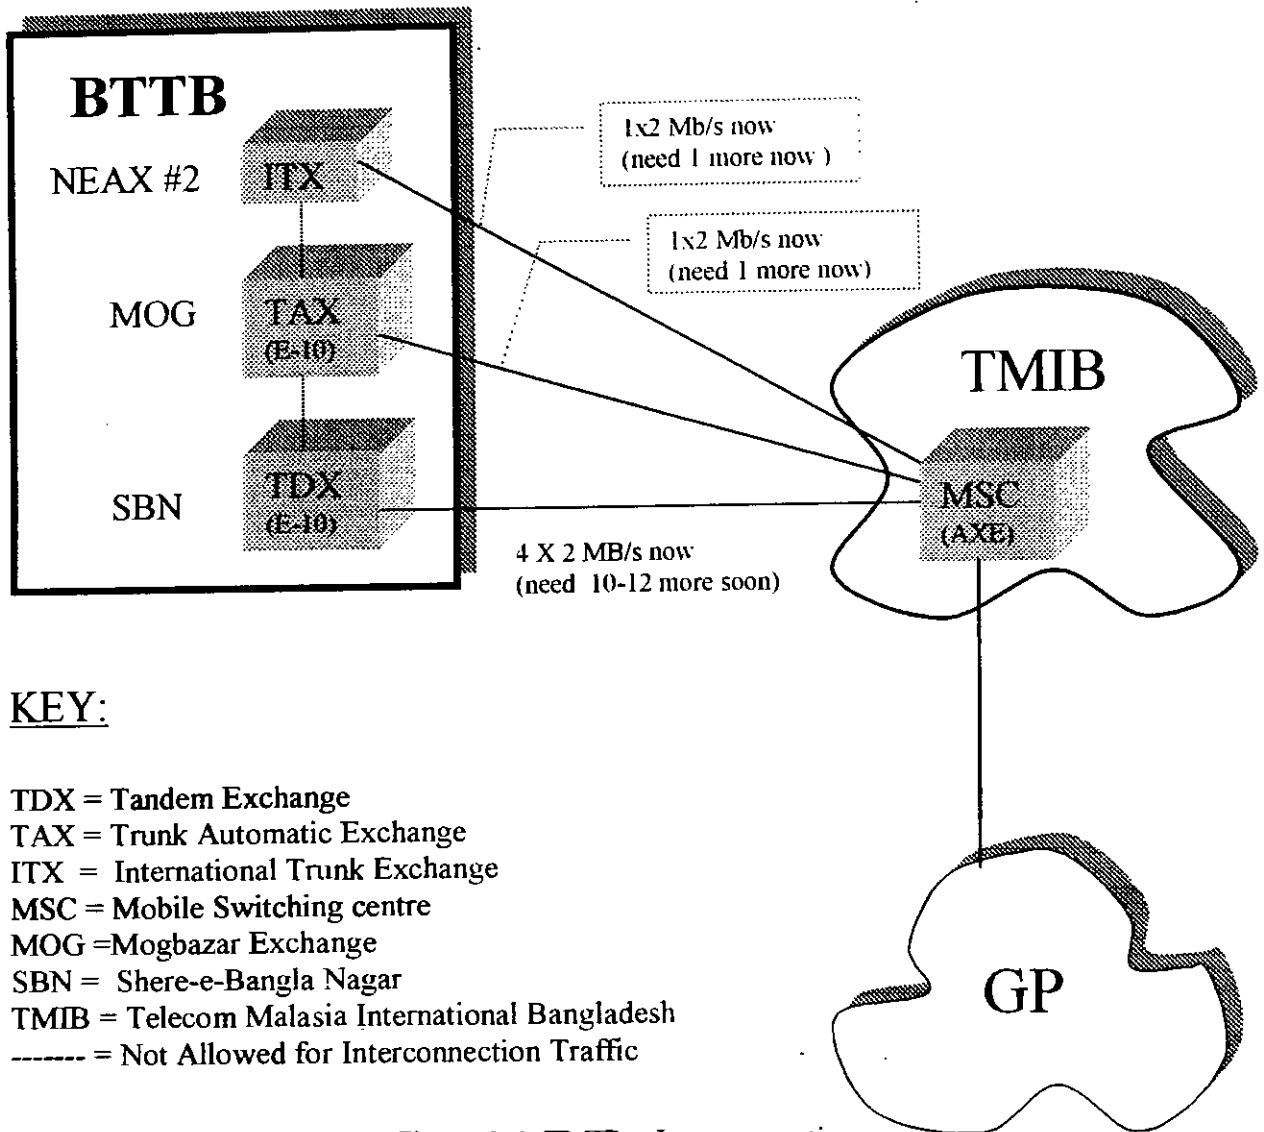 BTTB
NEAX #2
ITX
MOG
TAX
(E-10)
SBN
TDX
(E-10)
1x2 Mb/s now
(need 1 more now )
1x2 Mb/s now
(need 1 more now)
4 X 2 MB/s now
(need 10-12 more soon)
TMIB
MSC
(AXE)
GP
KEY:
TDX = Tandem Exchange
TAX = Trunk Automatic Exchange
ITX = International Trunk Exchange
MSC = Mobile Switching centre
MOG =Mogbazar Exchange
SBN = Shere-e-Bangla Nagar
TMIB = Telecom Malasia International Bangladesh
------- = Not Allowed for Interconnection Traffic